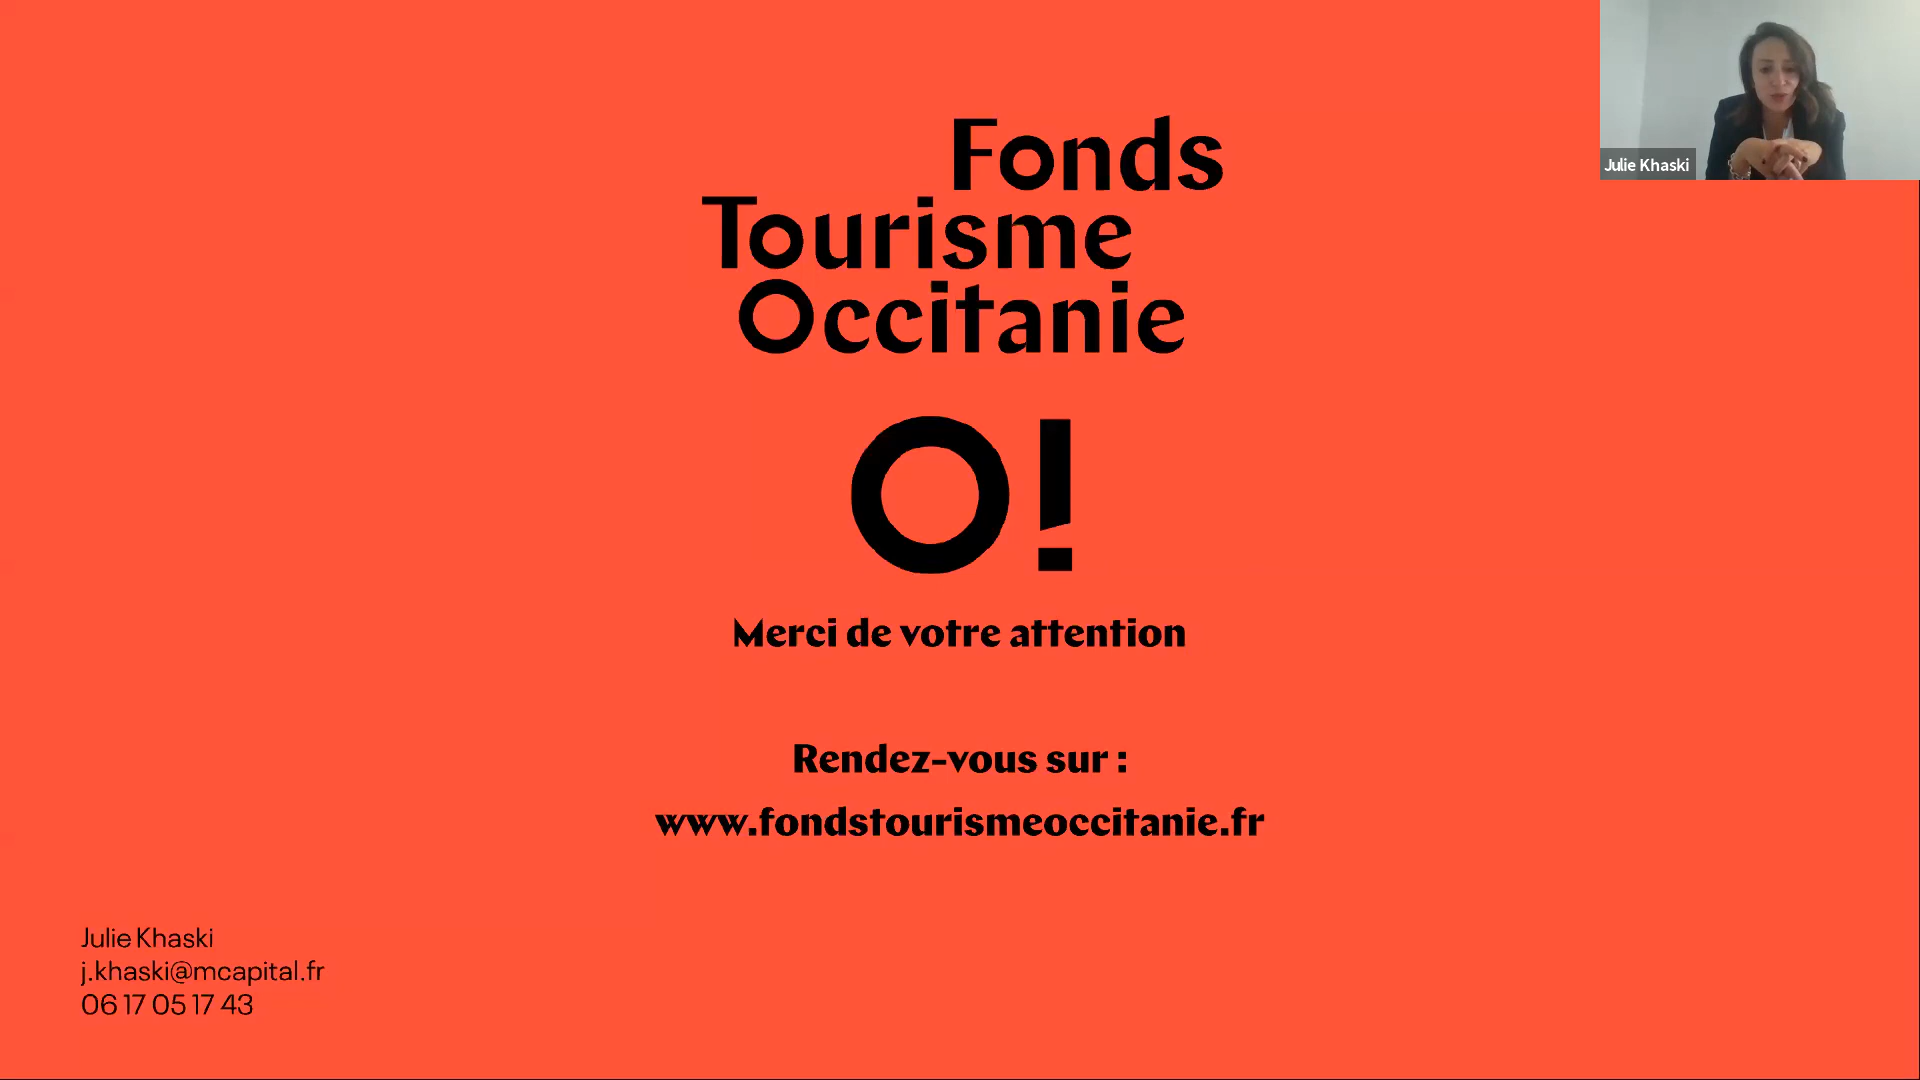 Fonds
Tourisme
Occitanie
O!
Merci de votre attention
Rendez-vous sur :
www.fondstourismeoccitanie.fr
Julie Khaski
j.khaski@mcapital.fr
06 17 05 17 43
Julie Khaski